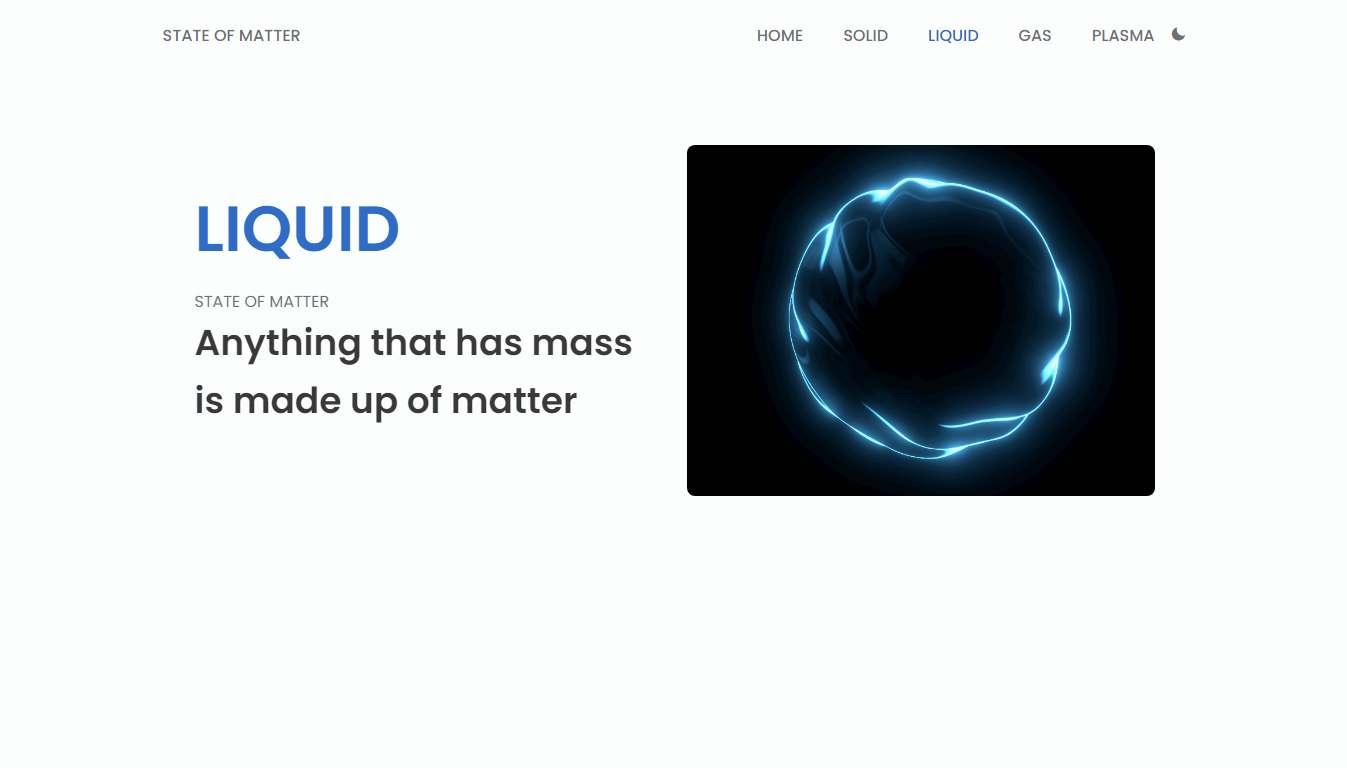 STATE OF MATTER
HOME SOLID LIQUID GAS PLASMA
LIQUID
STATE OF MATTER
Anything that has mass
is made up of matter